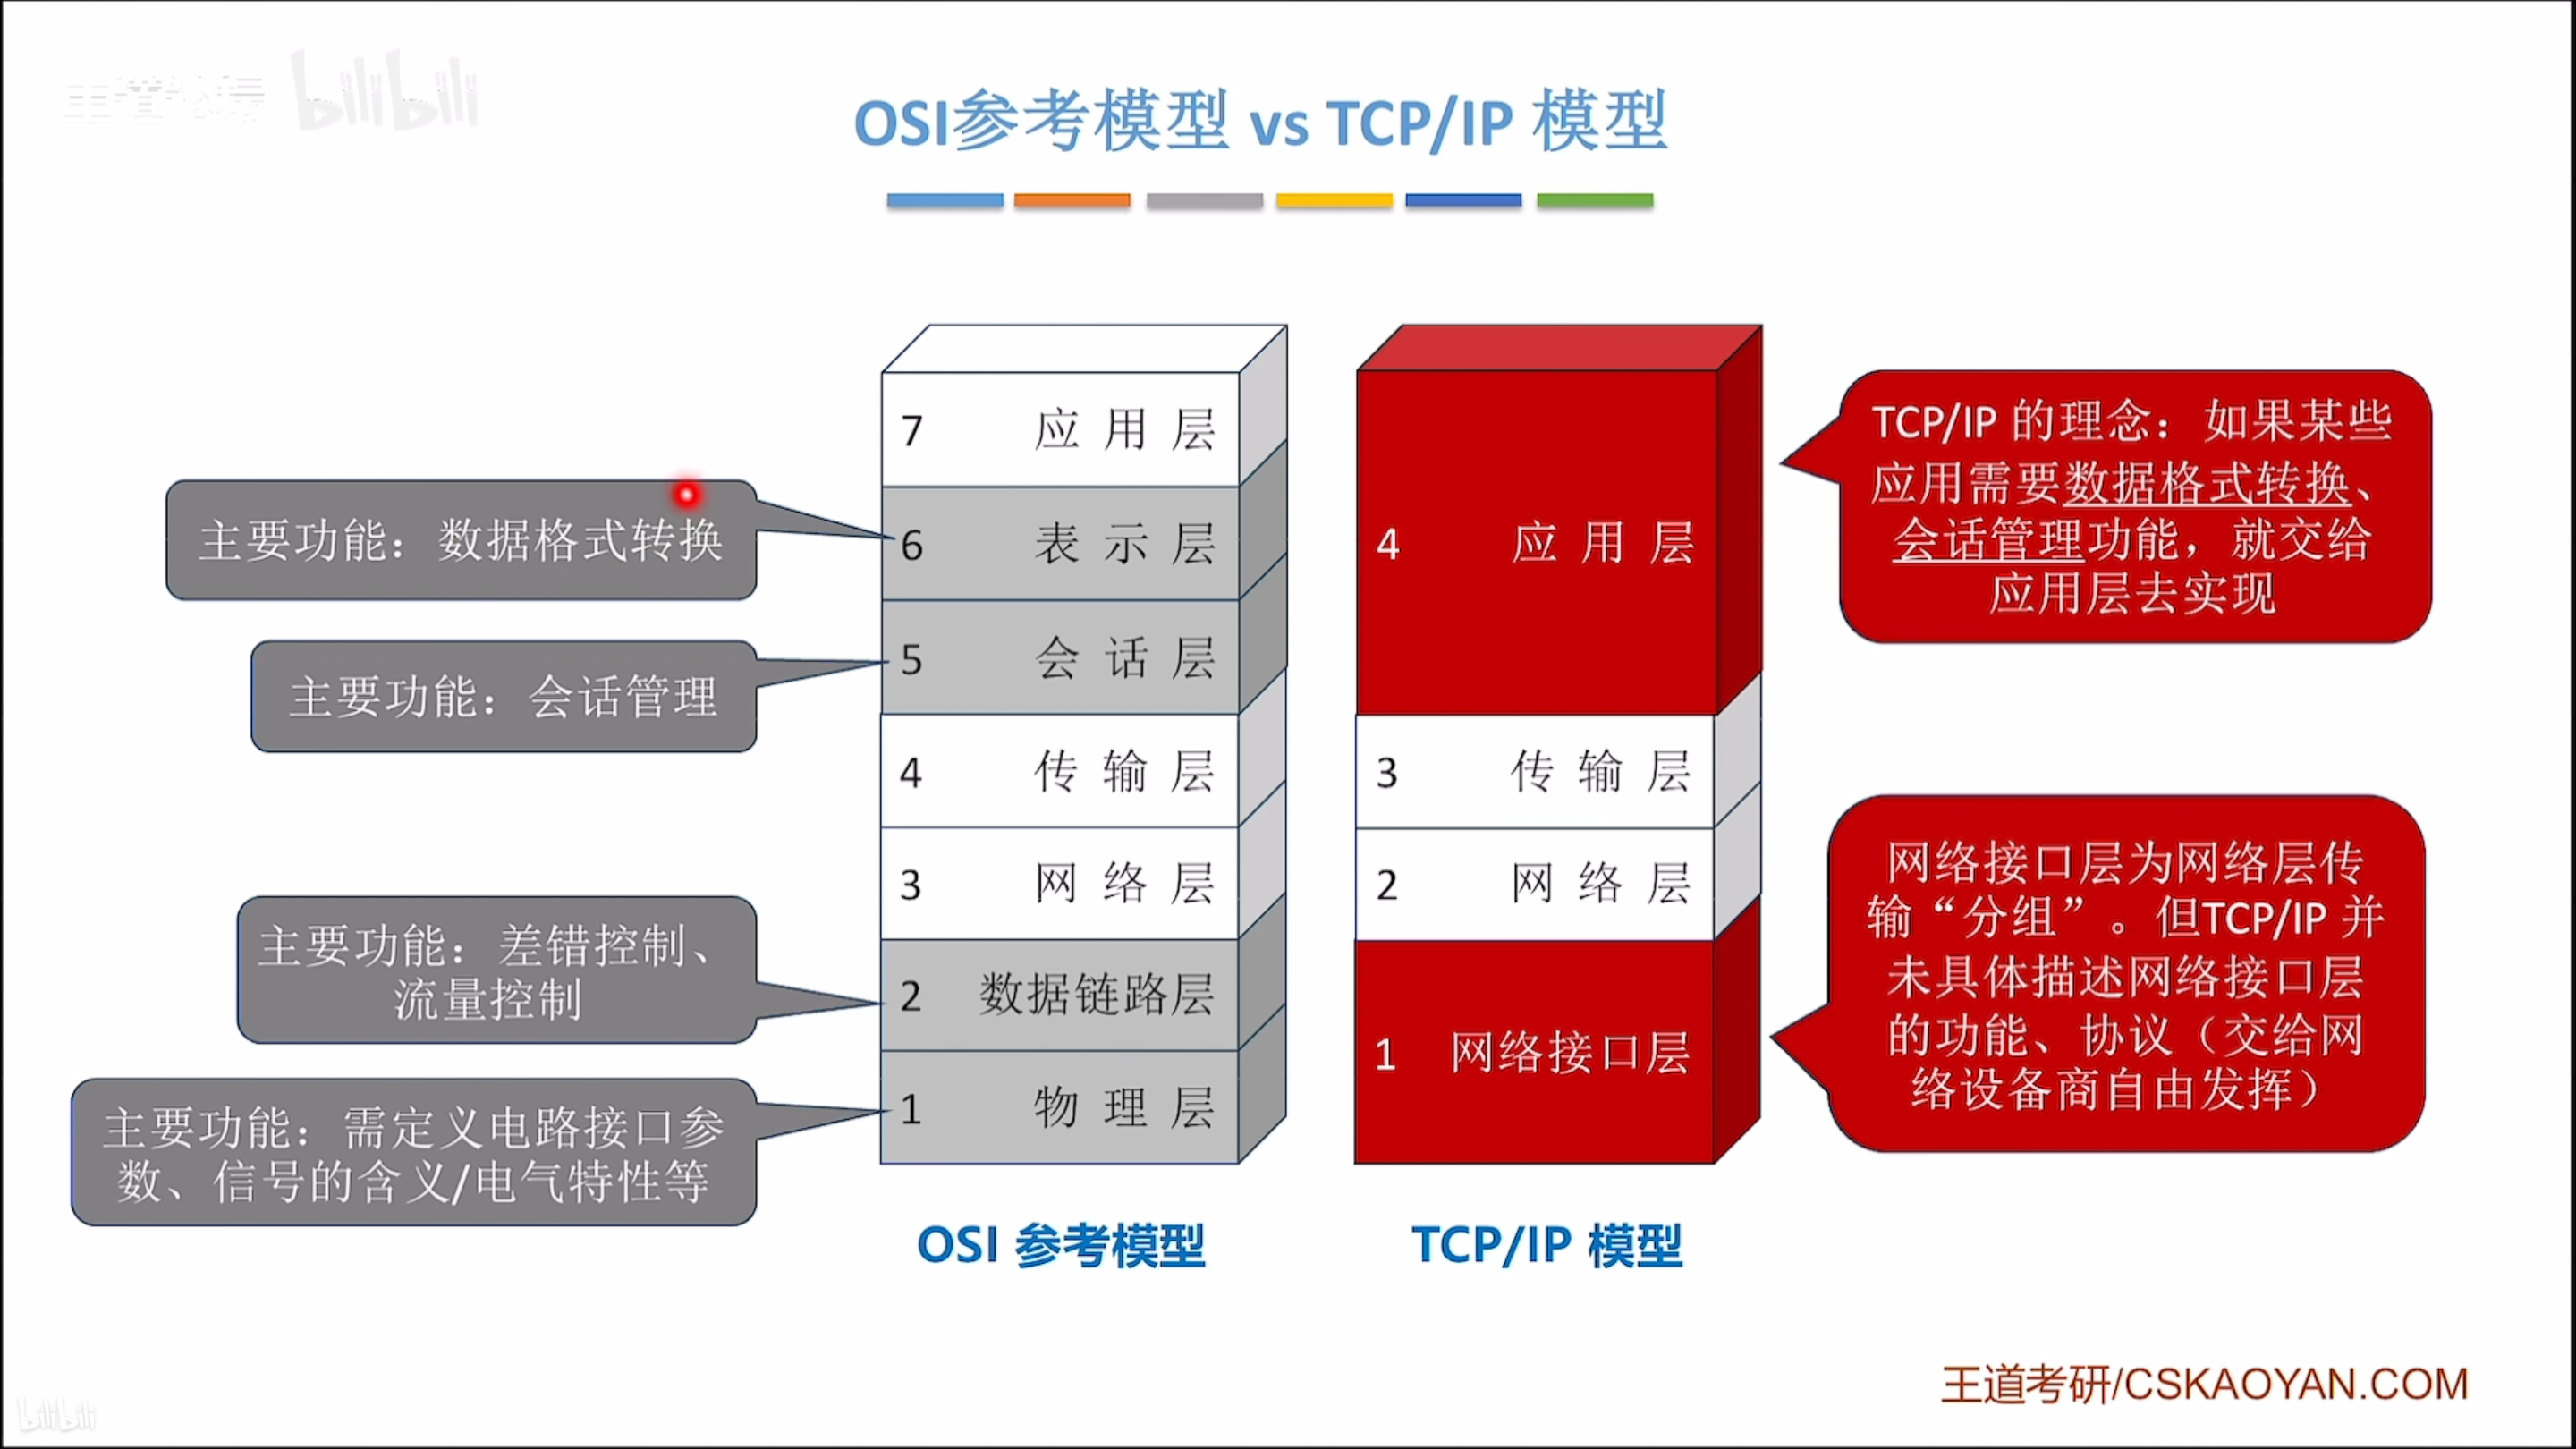 王道论坛 bilibili
OSI参考模型 vs TCP/IP 模型
7 应用层
6 表示层
5 会话层
4 传输层
3 网络层
2 数据链路层
1 物理层
OSI 参考模型
主要功能：数据格式转换
主要功能：会话管理
主要功能：差错控制、
流量控制
主要功能：需定义电路接口参
数、信号的含义/电气特性等
4 应用层
3 传输层
2 网络层
1 网络接口层
TCP/IP 模型
TCP/IP 的理念：如果某些
应用需要数据格式转换、
会话管理功能，就交给
应用层去实现
网络接口层为网络层传
输“分组”。但TCP/IP 并
未具体描述网络接口层
的功能、协议（交给网
络设备商自由发挥）
bilibili
王道考研/CSKAOYAN.COM